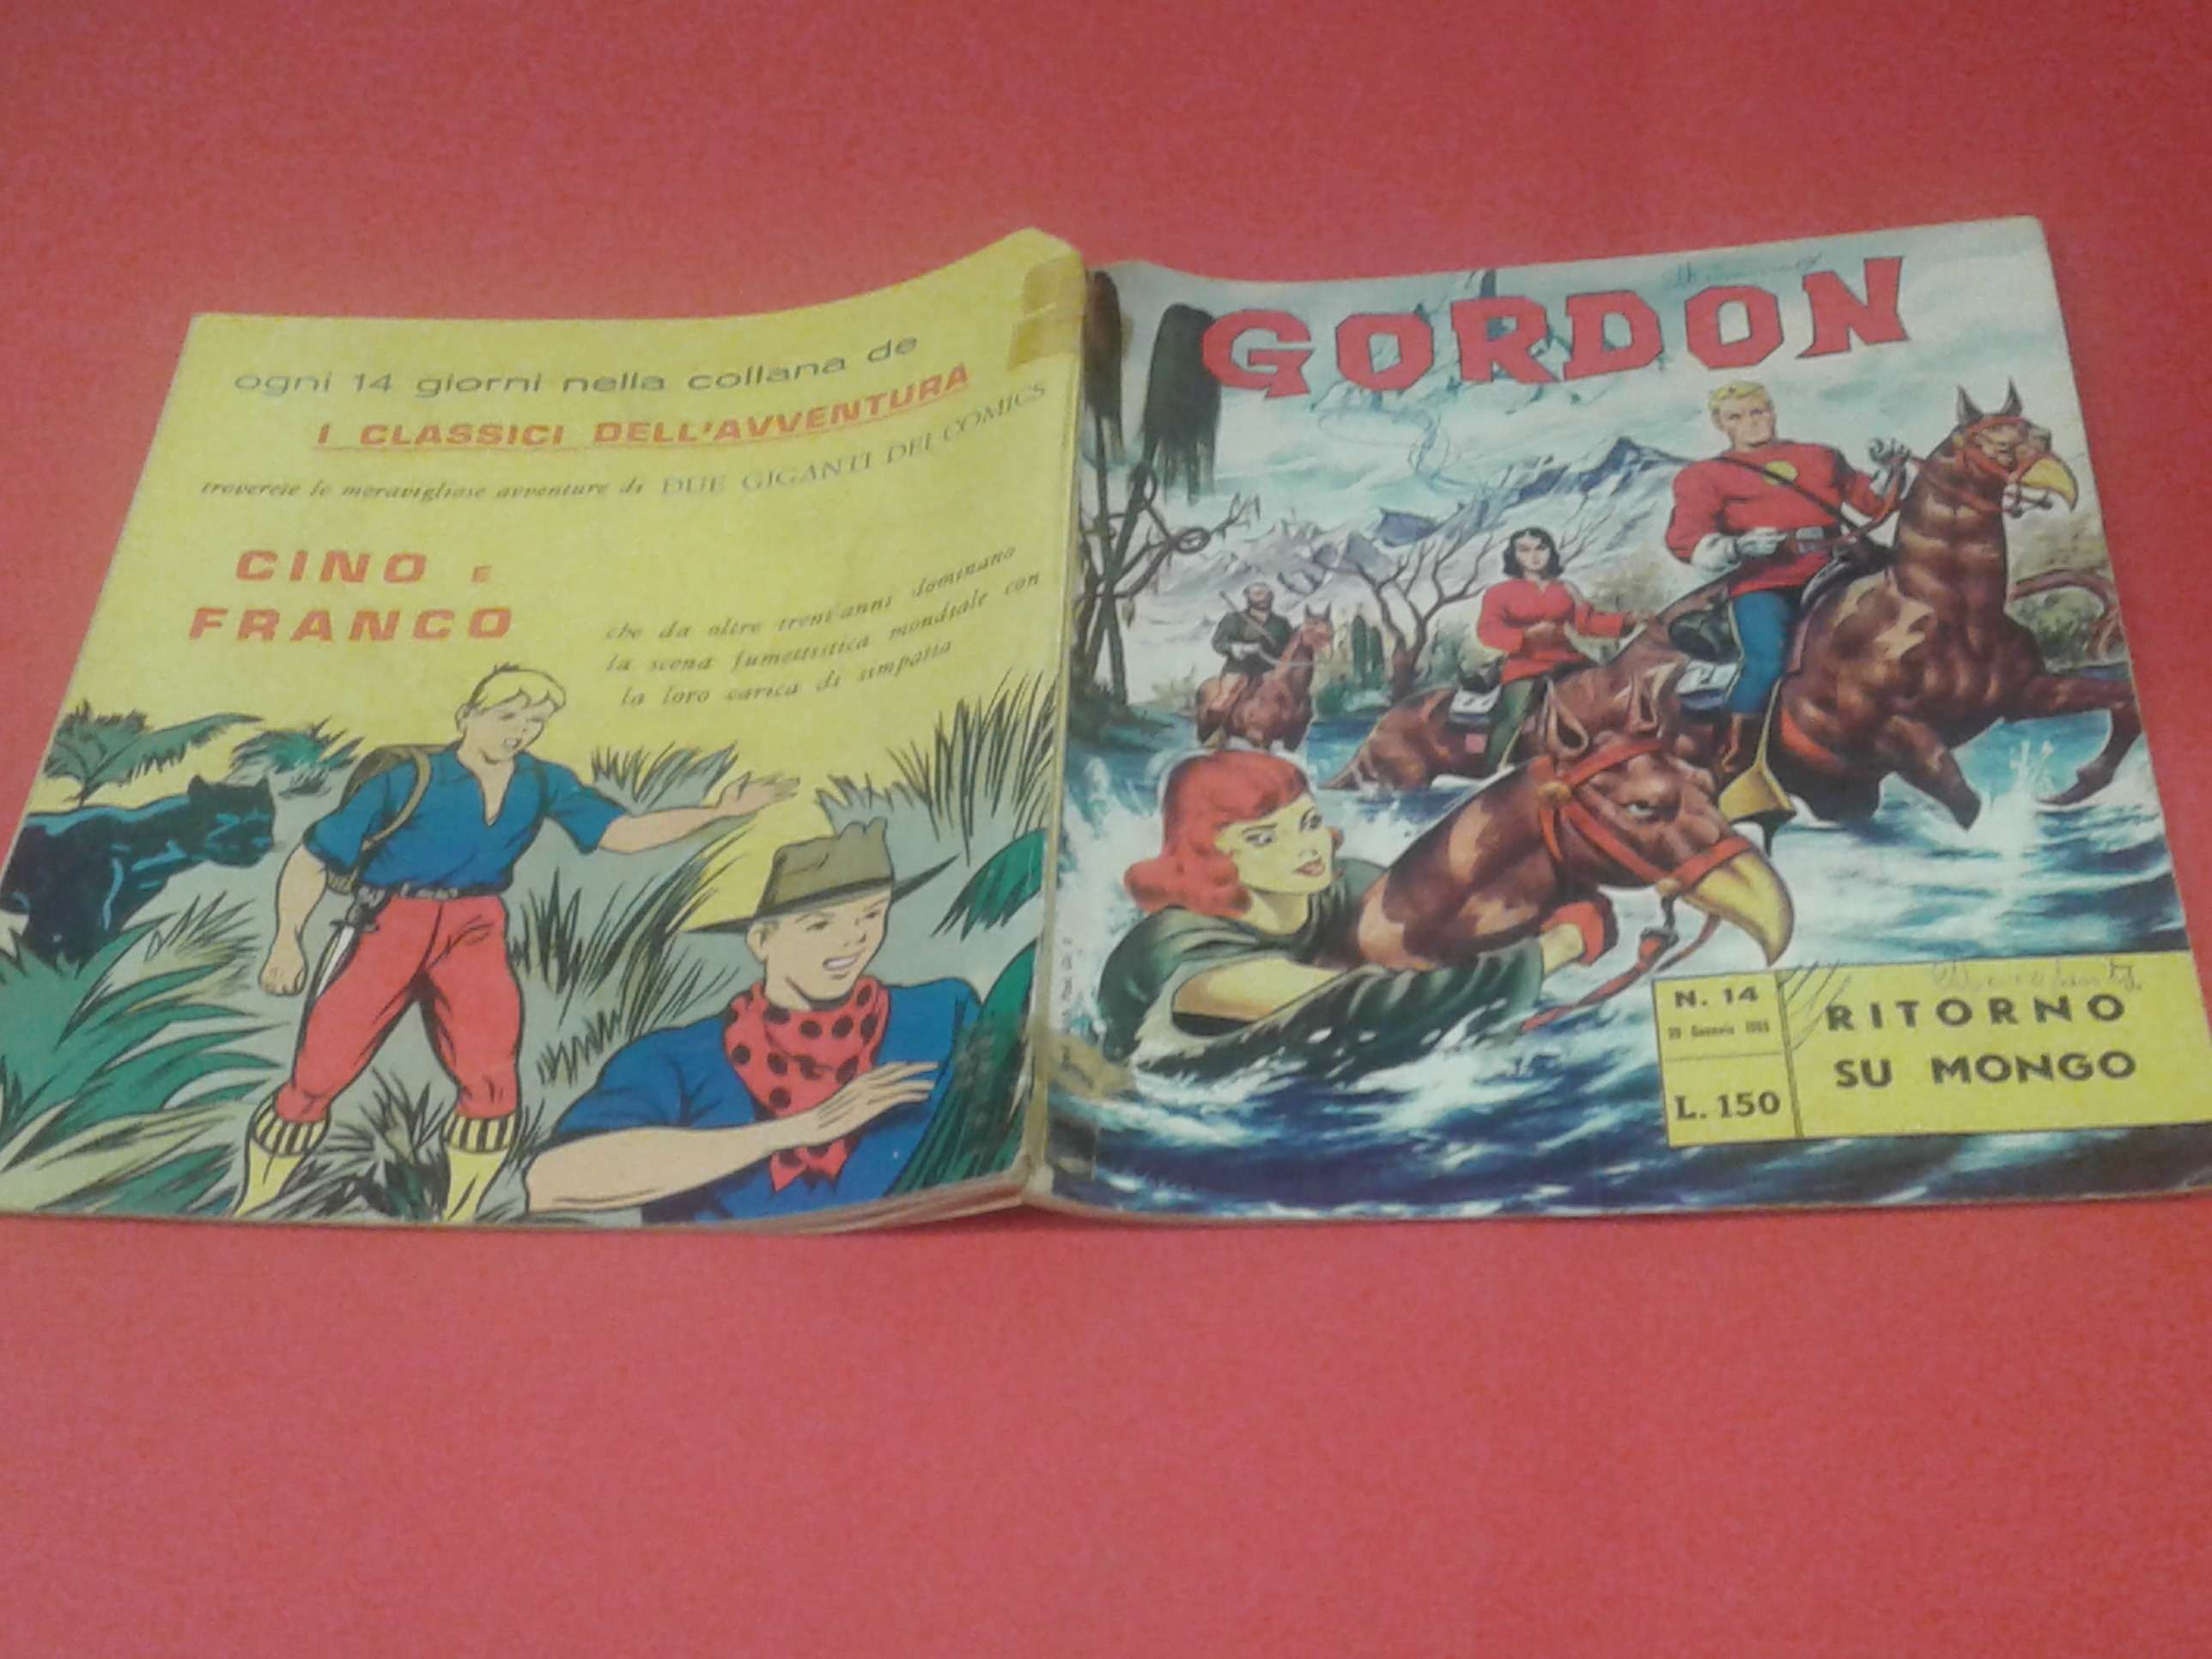 ogni 14 giorni nella collana de
I CLASSICI DELL'AVVENTURA
troverete le meravigliose avventure di DUE GIGANTI DEI COMICS
CINO E
FRANCO
che da oltre trent'anni dominano
la scena fumettistica mondiale con
la loro carica di simpatia
GORDON
N. 14
Gennaio 1965
L. 150
RITORNO
SU MONGO